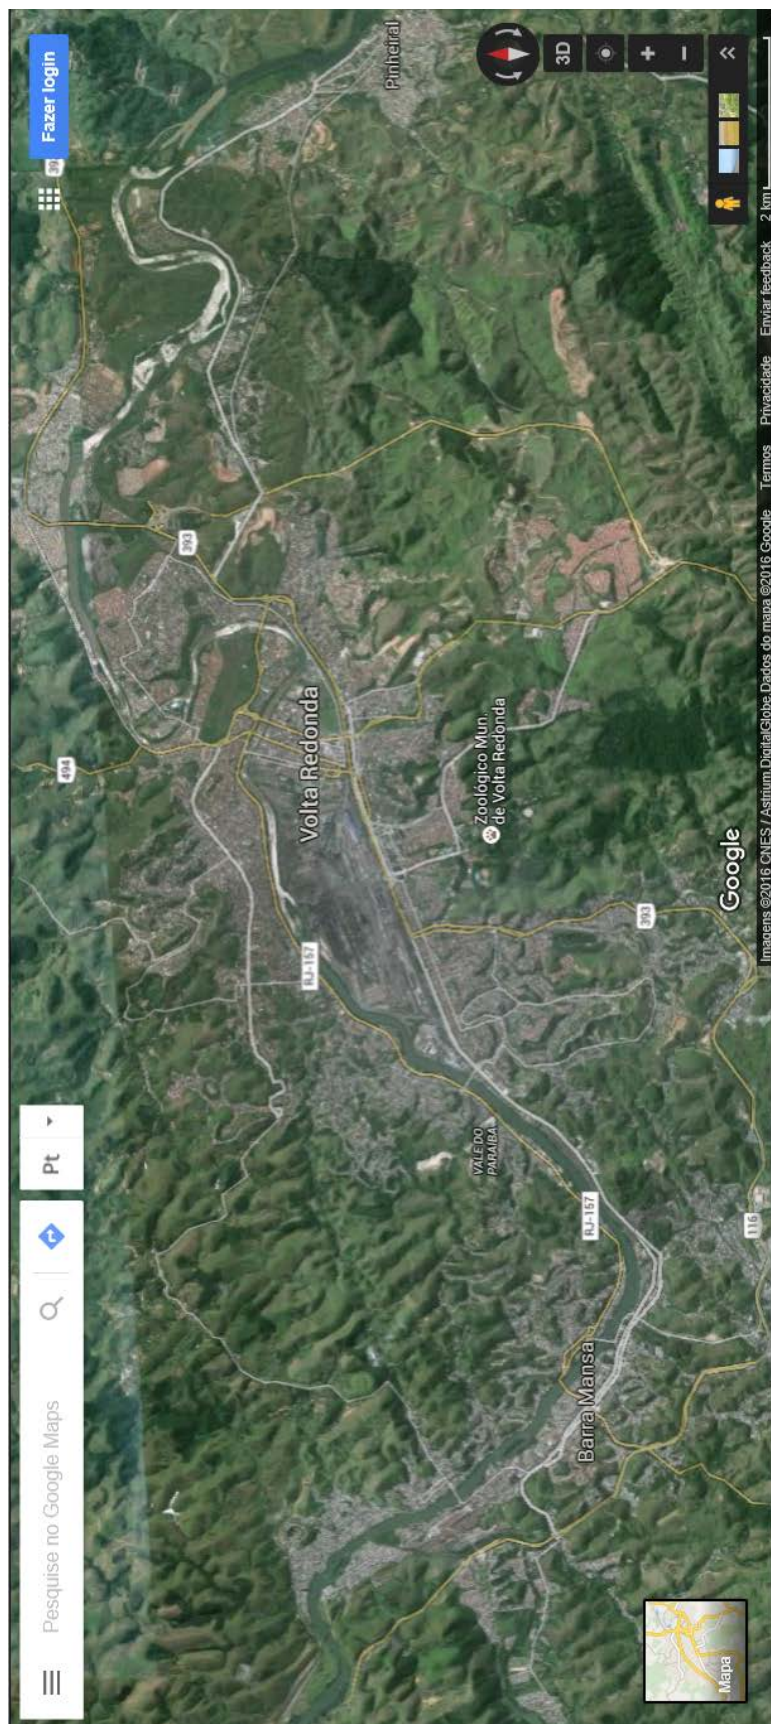 Pesquise no Google Maps
Pt
Fazer login
39
494
393
Pinheiral
RJ-157
Volta Redonda
Zoológico Mun.
de Volta Redonda
VALE DO
PARAÍBA
RJ-157
393
Barra Mansa
116
3D
+
−
Mapa
Google
Imagens ©2016 CNES / Astrium,DigitalGlobe,Dados do mapa ©2016 Google Termos Privacidade Enviar feedback 2 km